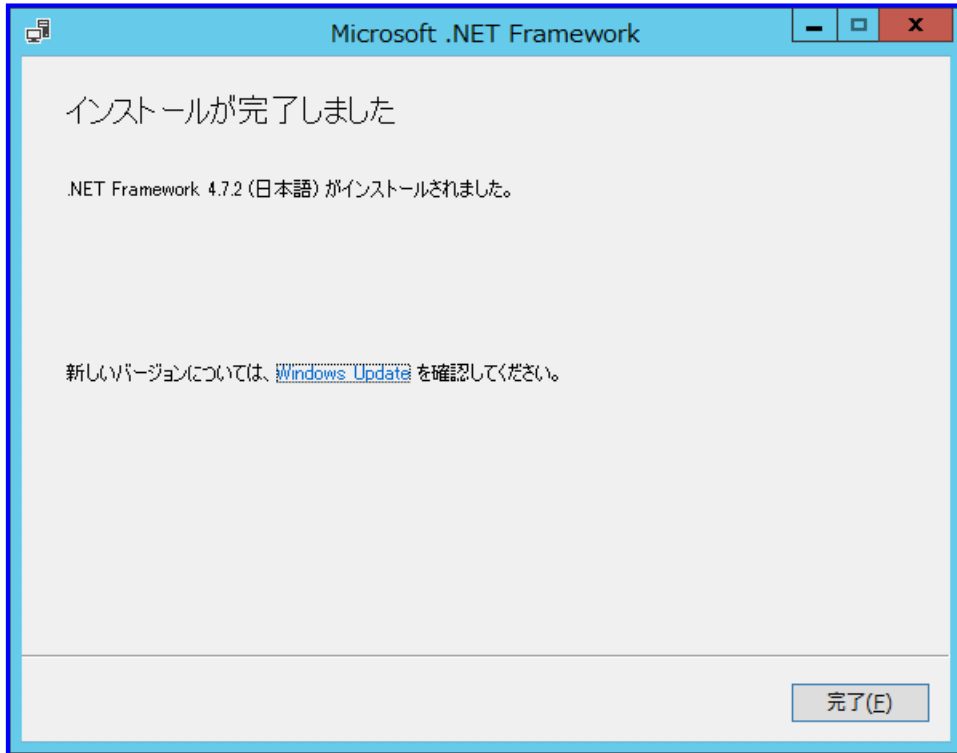 Microsoft .NET Framework
インストールが完了しました
.NET Framework 4.7.2 (日本語) がインストールされました。
新しいバージョンについては、Windows Update を確認してください。
完了(F)